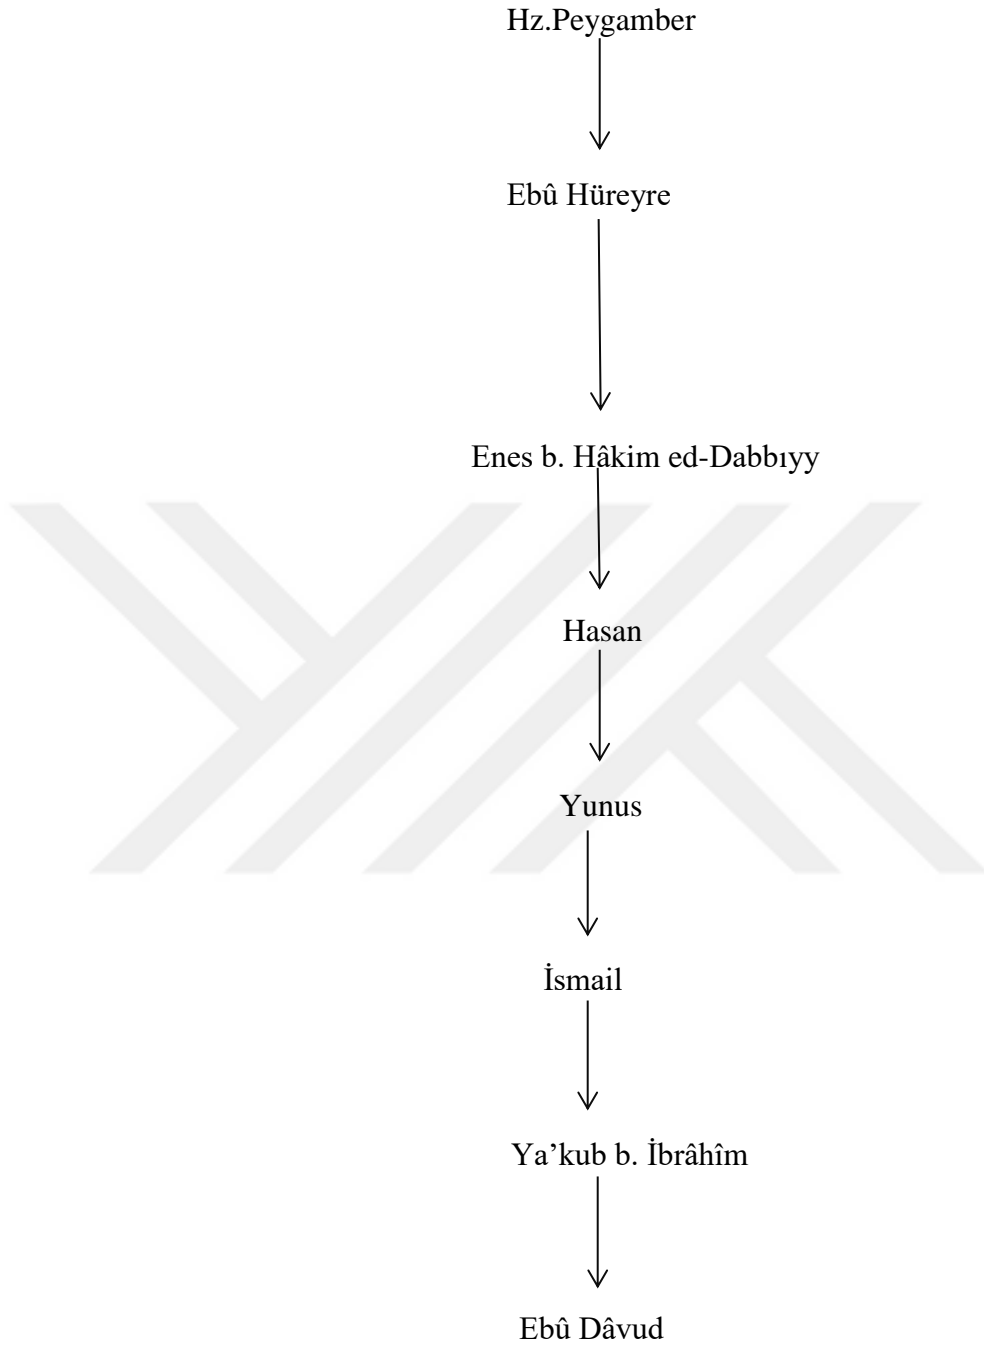 Hz.Peygamber
Ebû Hüreyre
Enes b. Hâkim ed-Dabbıyy
Hasan
Yunus
İsmail
Ya’kub b. İbrâhîm
Ebû Dâvud